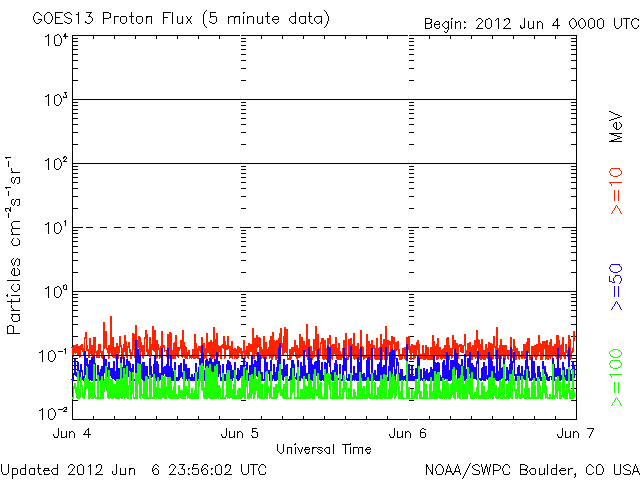 GOES13 Proton Flux (5 minute data)
Begin: 2012 Jun 4 0000 UTC
10⁴
10³
10²
10¹
10⁰
10⁻¹
10⁻²
Particles cm⁻²s⁻¹sr⁻¹
MeV
>=10
>=50
>=100
Jun 4
Jun 5
Jun 6
Jun 7
Universal Time
Updated 2012 Jun 6 23:56:02 UTC
NOAA/SWPC Boulder, CO USA